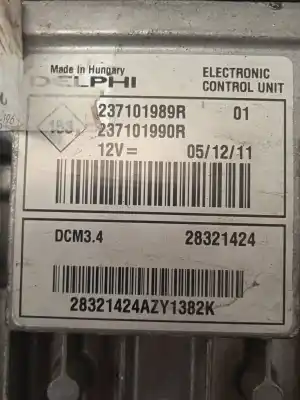 Made in Hungary
DELPHI
ELECTRONIC
CONTROL UNIT
237101989R 01
237101990R
12V= 05/12/11
DCM3.4 28321424
28321424AZY1382K